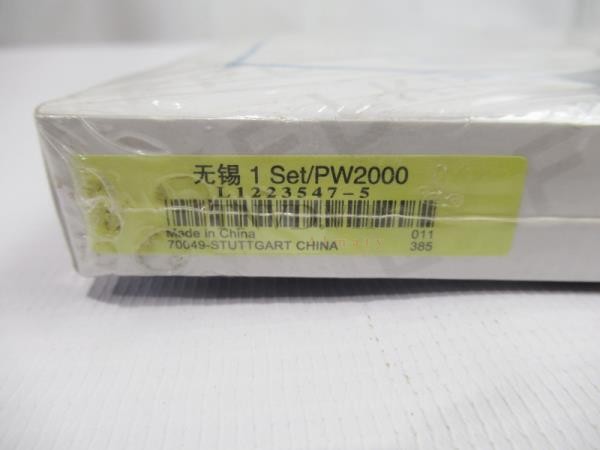 无锡 1 Set/PW2000
L1223547-5
Made in China 011
70049-STUTTGART CHINA 385